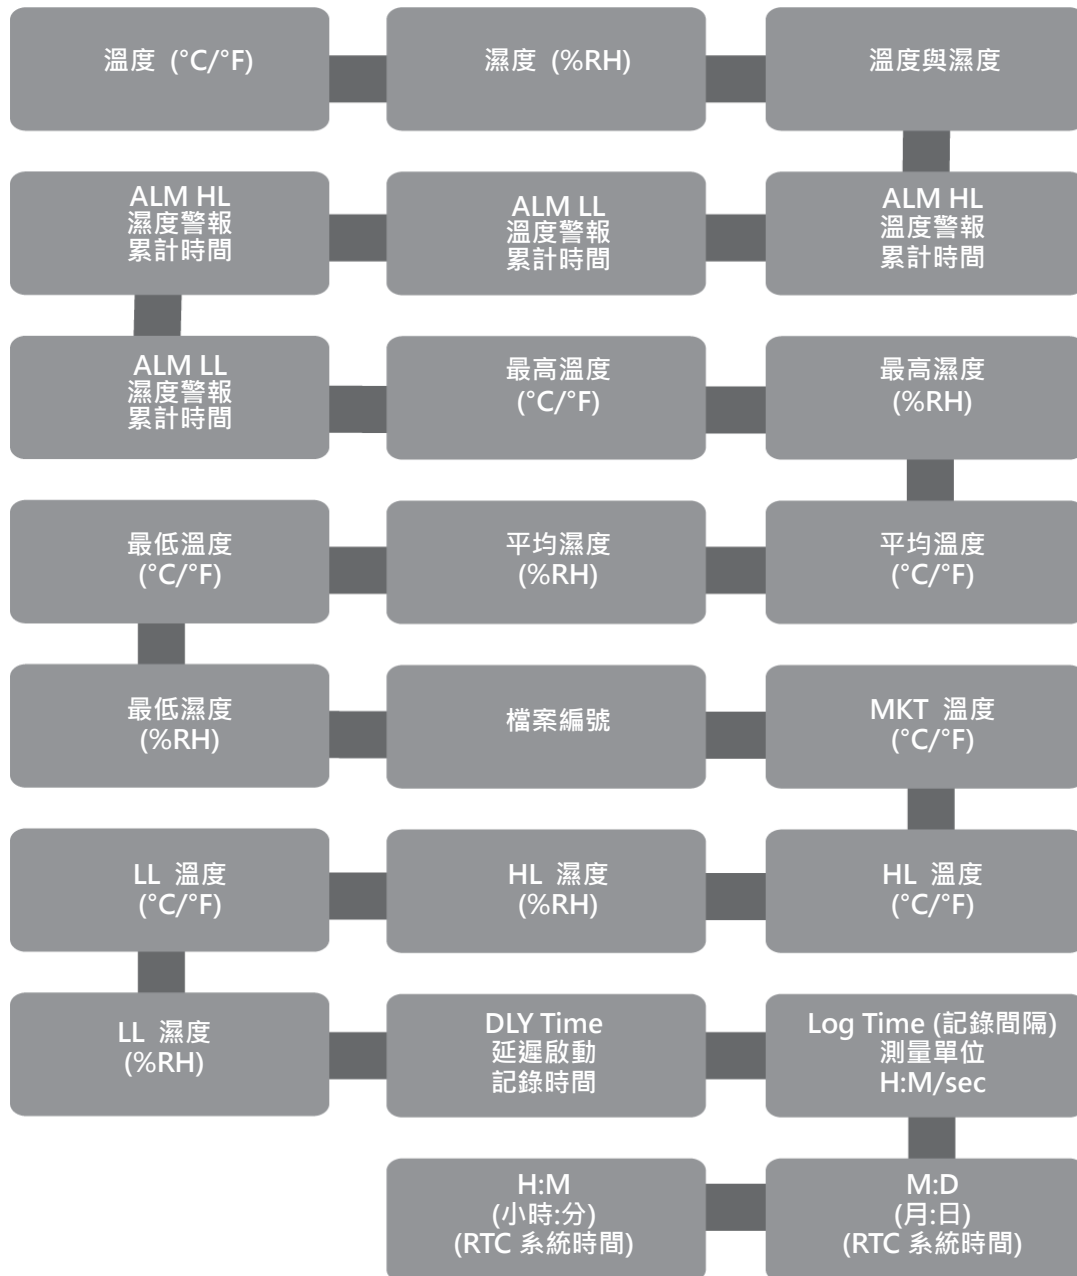 溫度 (°C/°F)
濕度 (%RH)
溫度與濕度
ALM HL
溫度警報
累計時間
ALM LL
溫度警報
累計時間
ALM HL
濕度警報
累計時間
ALM LL
濕度警報
累計時間
最高溫度
(°C/°F)
最高濕度
(%RH)
平均溫度
(°C/°F)
平均濕度
(%RH)
最低溫度
(°C/°F)
最低濕度
(%RH)
檔案編號
MKT 溫度
(°C/°F)
HL 溫度
(°C/°F)
HL 濕度
(%RH)
LL 溫度
(°C/°F)
LL 濕度
(%RH)
DLY Time
延遲啟動
記錄時間
Log Time (記錄間隔)
測量單位
H:M/sec
M:D
(月:日)
(RTC 系統時間)
H:M
(小時:分)
(RTC 系統時間)